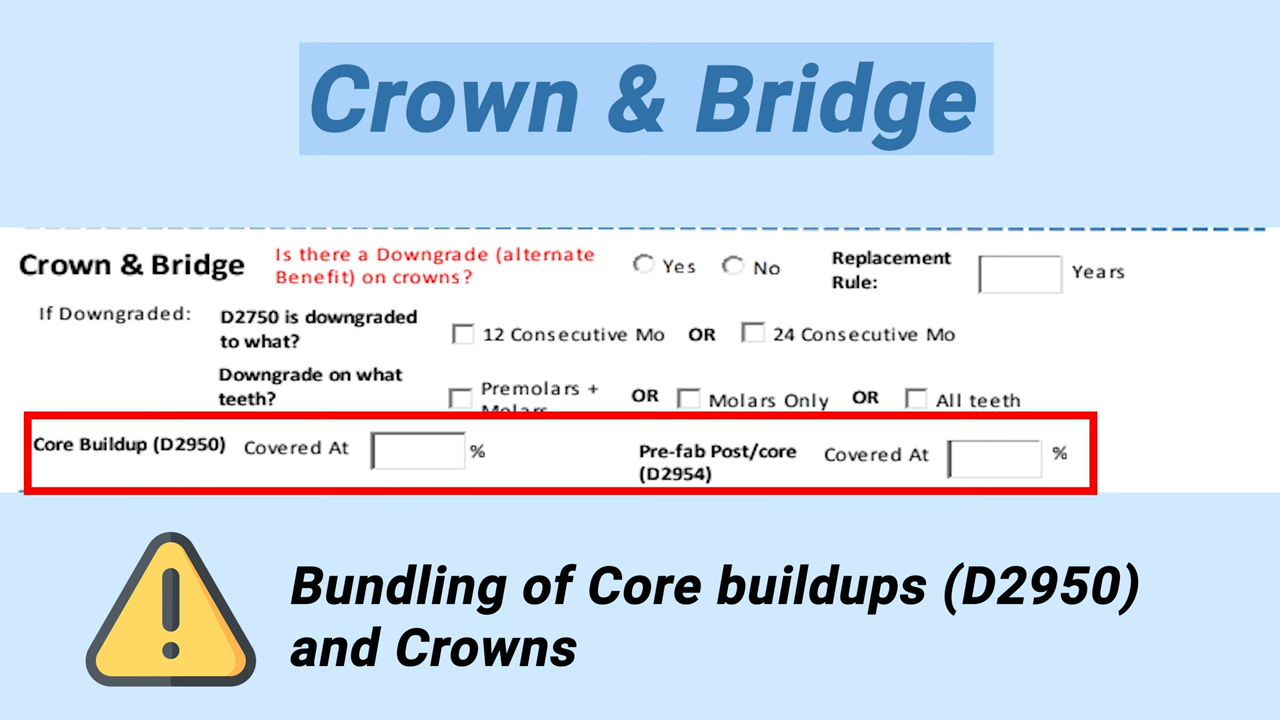 Crown & Bridge
Crown & Bridge
Is there a Downgrade (alternate
Benefit) on crowns?
Yes
No
Replacement
Rule:
Years
If Downgraded:
D2750 is downgraded
to what?
12 Consecutive Mo
OR
24 Consecutive Mo
Downgrade on what
teeth?
Premolars +
Molars
OR
Molars Only
OR
All teeth
Core Buildup (D2950)
Covered At
%
Pre-fab Post/core
(D2954)
Covered At
%
Bundling of Core buildups (D2950)
and Crowns